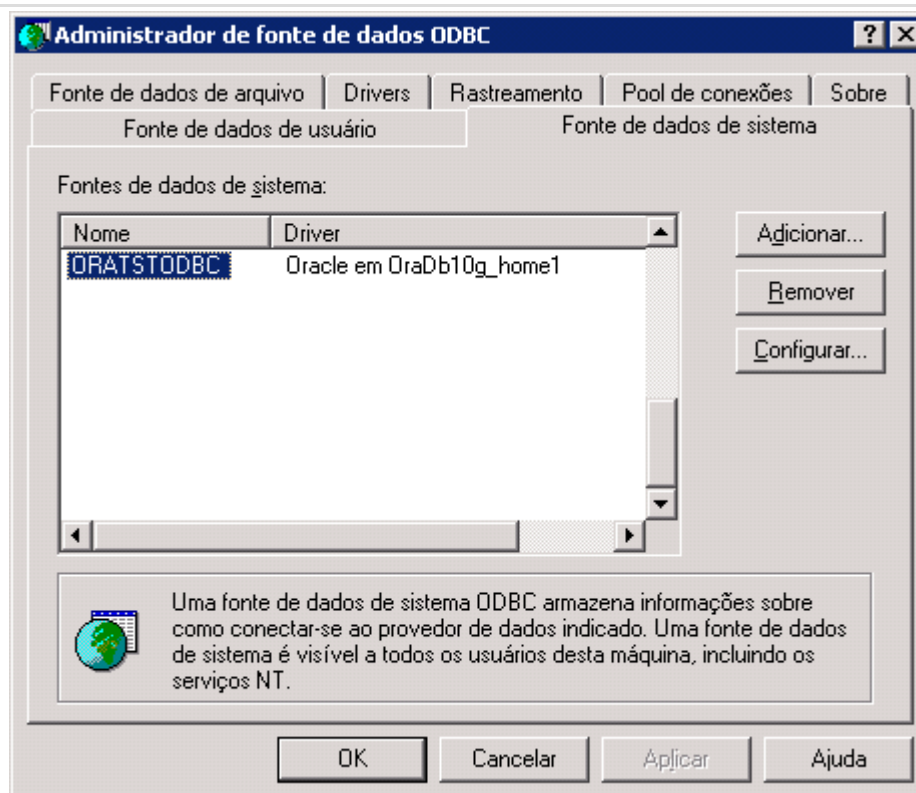 Administrador de fonte de dados ODBC
Fonte de dados de arquivo Drivers Rastreamento Pool de conexões Sobre
Fonte de dados de usuário Fonte de dados de sistema
Fontes de dados de sistema:
Nome Driver
ORATSTODBC Oracle em OraDb10g_home1
Adicionar...
Remover
Configurar...
Uma fonte de dados de sistema ODBC armazena informações sobre
como conectar-se ao provedor de dados indicado. Uma fonte de dados
de sistema é visível a todos os usuários desta máquina, incluindo os
serviços NT.
OK Cancelar Aplicar Ajuda